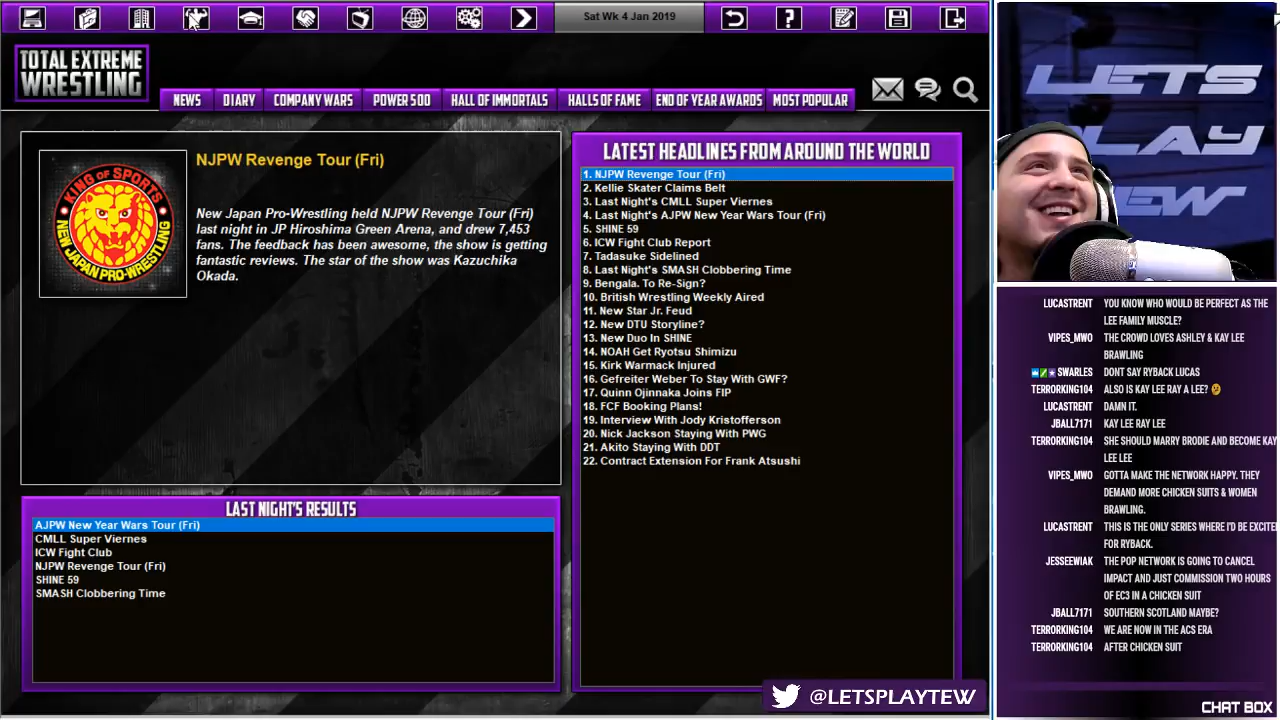 Sat Wk 4 Jan 2019
TOTAL EXTREME
WRESTLING
NEWS
DIARY
COMPANY WARS
POWER 500
HALL OF IMMORTALS
HALLS OF FAME
END OF YEAR AWARDS
MOST POPULAR
KING OF SPORTS
NEW JAPAN PRO-WRESTLING
NJPW Revenge Tour (Fri)
New Japan Pro-Wrestling held NJPW Revenge Tour (Fri)
last night in JP Hiroshima Green Arena, and drew 7,453
fans. The feedback has been awesome, the show is getting
fantastic reviews. The star of the show was Kazuchika
Okada.
LAST NIGHT'S RESULTS
AJPW New Year Wars Tour (Fri)
CMLL Super Viernes
ICW Fight Club
NJPW Revenge Tour (Fri)
SHINE 59
SMASH Clobbering Time
LATEST HEADLINES FROM AROUND THE WORLD
1. NJPW Revenge Tour (Fri)
2. Kellie Skater Claims Belt
3. Last Night's CMLL Super Viernes
4. Last Night's AJPW New Year Wars Tour (Fri)
5. SHINE 59
6. ICW Fight Club Report
7. Tadasuke Sidelined
8. Last Night's SMASH Clobbering Time
9. Bengala. To Re-Sign?
10. British Wrestling Weekly Aired
11. New Star Jr. Feud
12. New DTU Storyline?
13. New Duo In SHINE
14. NOAH Get Ryotsu Shimizu
15. Kirk Warmack Injured
16. Gefreiter Weber To Stay With GWF?
17. Quinn Ojinnaka Joins FIP
18. FCF Booking Plans!
19. Interview With Jody Kristofferson
20. Nick Jackson Staying With PWG
21. Akito Staying With DDT
22. Contract Extension For Frank Atsushi
@LETSPLAYTEW
LETS
PLAY
TEW
LUCASTRENT YOU KNOW WHO WOULD BE PERFECT AS THE
LEE FAMILY MUSCLE?
VIPES_MWO THE CROWD LOVES ASHLEY & KAY LEE
BRAWLING
SWARLES DONT SAY RYBACK LUCAS
TERRORKING104 ALSO IS KAY LEE RAY A LEE? 🤔
LUCASTRENT DAMN IT.
JBALL7171 KAY LEE RAY LEE
TERRORKING104 SHE SHOULD MARRY BRODIE AND BECOME KAY
LEE LEE
VIPES_MWO GOTTA MAKE THE NETWORK HAPPY. THEY
DEMAND MORE CHICKEN SUITS & WOMEN
BRAWLING.
LUCASTRENT THIS IS THE ONLY SERIES WHERE I'D BE EXCITED
FOR RYBACK.
JESSEEWIAK THE POP NETWORK IS GOING TO CANCEL
IMPACT AND JUST COMMISSION TWO HOURS
OF EC3 IN A CHICKEN SUIT
JBALL7171 SOUTHERN SCOTLAND MAYBE?
TERRORKING104 WE ARE NOW IN THE ACS ERA
TERRORKING104 AFTER CHICKEN SUIT
CHAT BOX